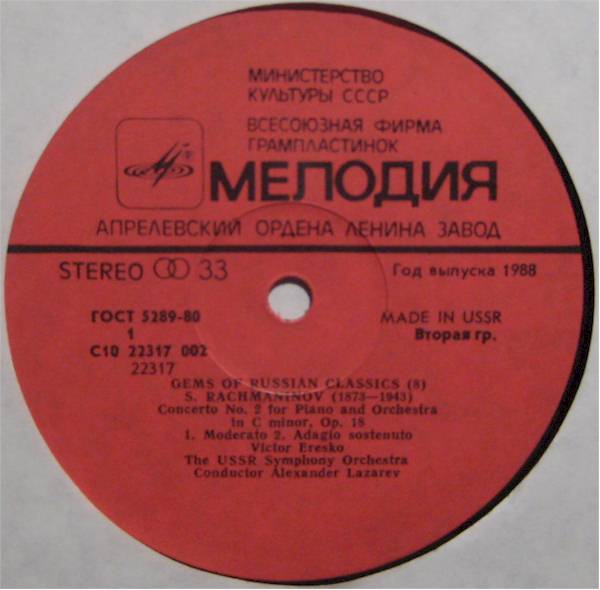 МИНИСТЕРСТВО
КУЛЬТУРЫ СССР
ВСЕСОЮЗНАЯ ФИРМА
ГРАМПЛАСТИНОК
МЕЛОДИЯ
АПРЕЛЕВСКИЙ ОРДЕНА ЛЕНИНА ЗАВОД
STEREO 33
Год выпуска 1988
ГОСТ 5289-80
MADE IN USSR
1
Вторая гр.
С10 22317 002
22317
GEMS OF RUSSIAN CLASSICS (8)
S. RACHMANINOV (1873—1943)
Concerto No. 2 for Piano and Orchestra
in C minor, Op. 18
1. Moderato 2. Adagio sostenuto
Victor Eresko
The USSR Symphony Orchestra
Conductor Alexander Lazarev